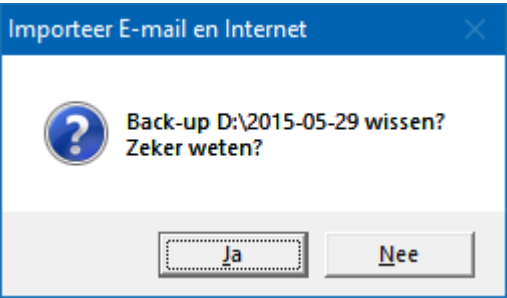 Importeer E-mail en Internet
Back-up D:\2015-05-29 wissen?
Zeker weten?
Ja
Nee